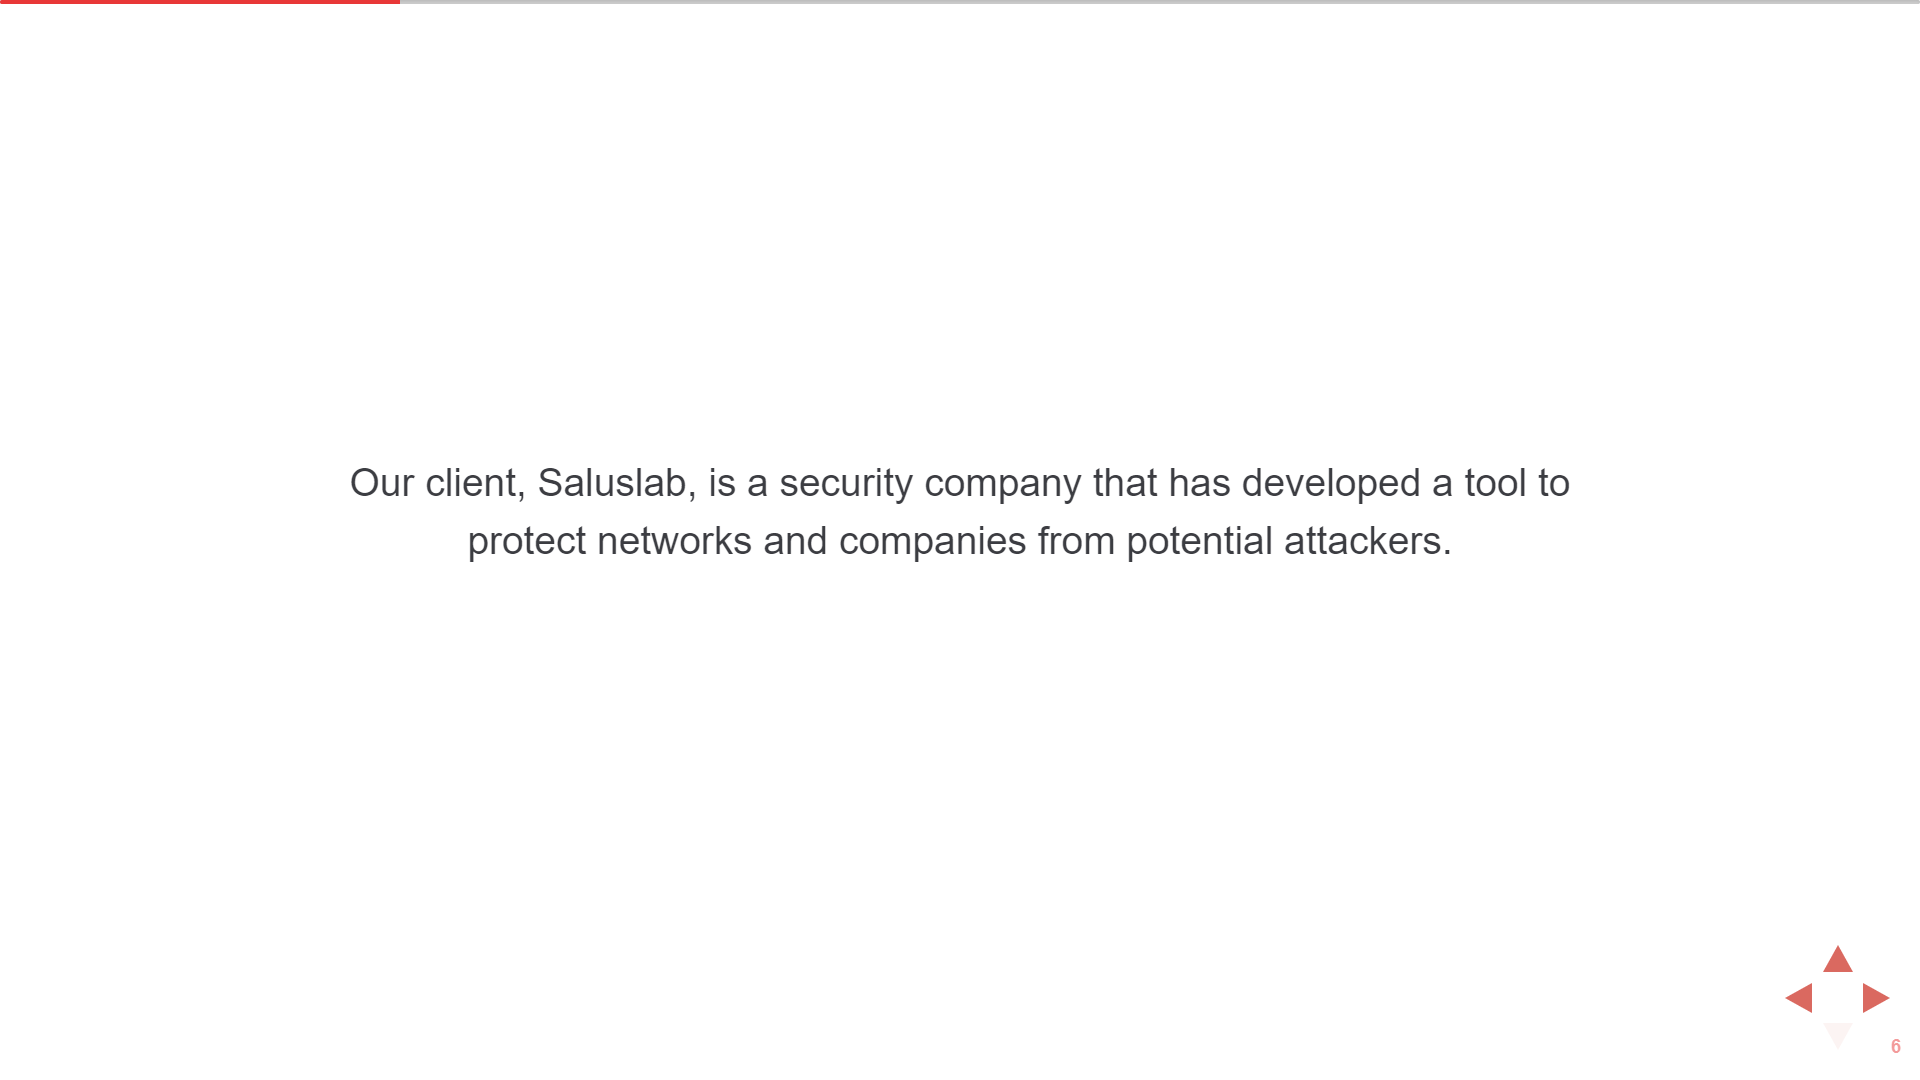 Our client, Saluslab, is a security company that has developed a tool to
protect networks and companies from potential attackers.
6